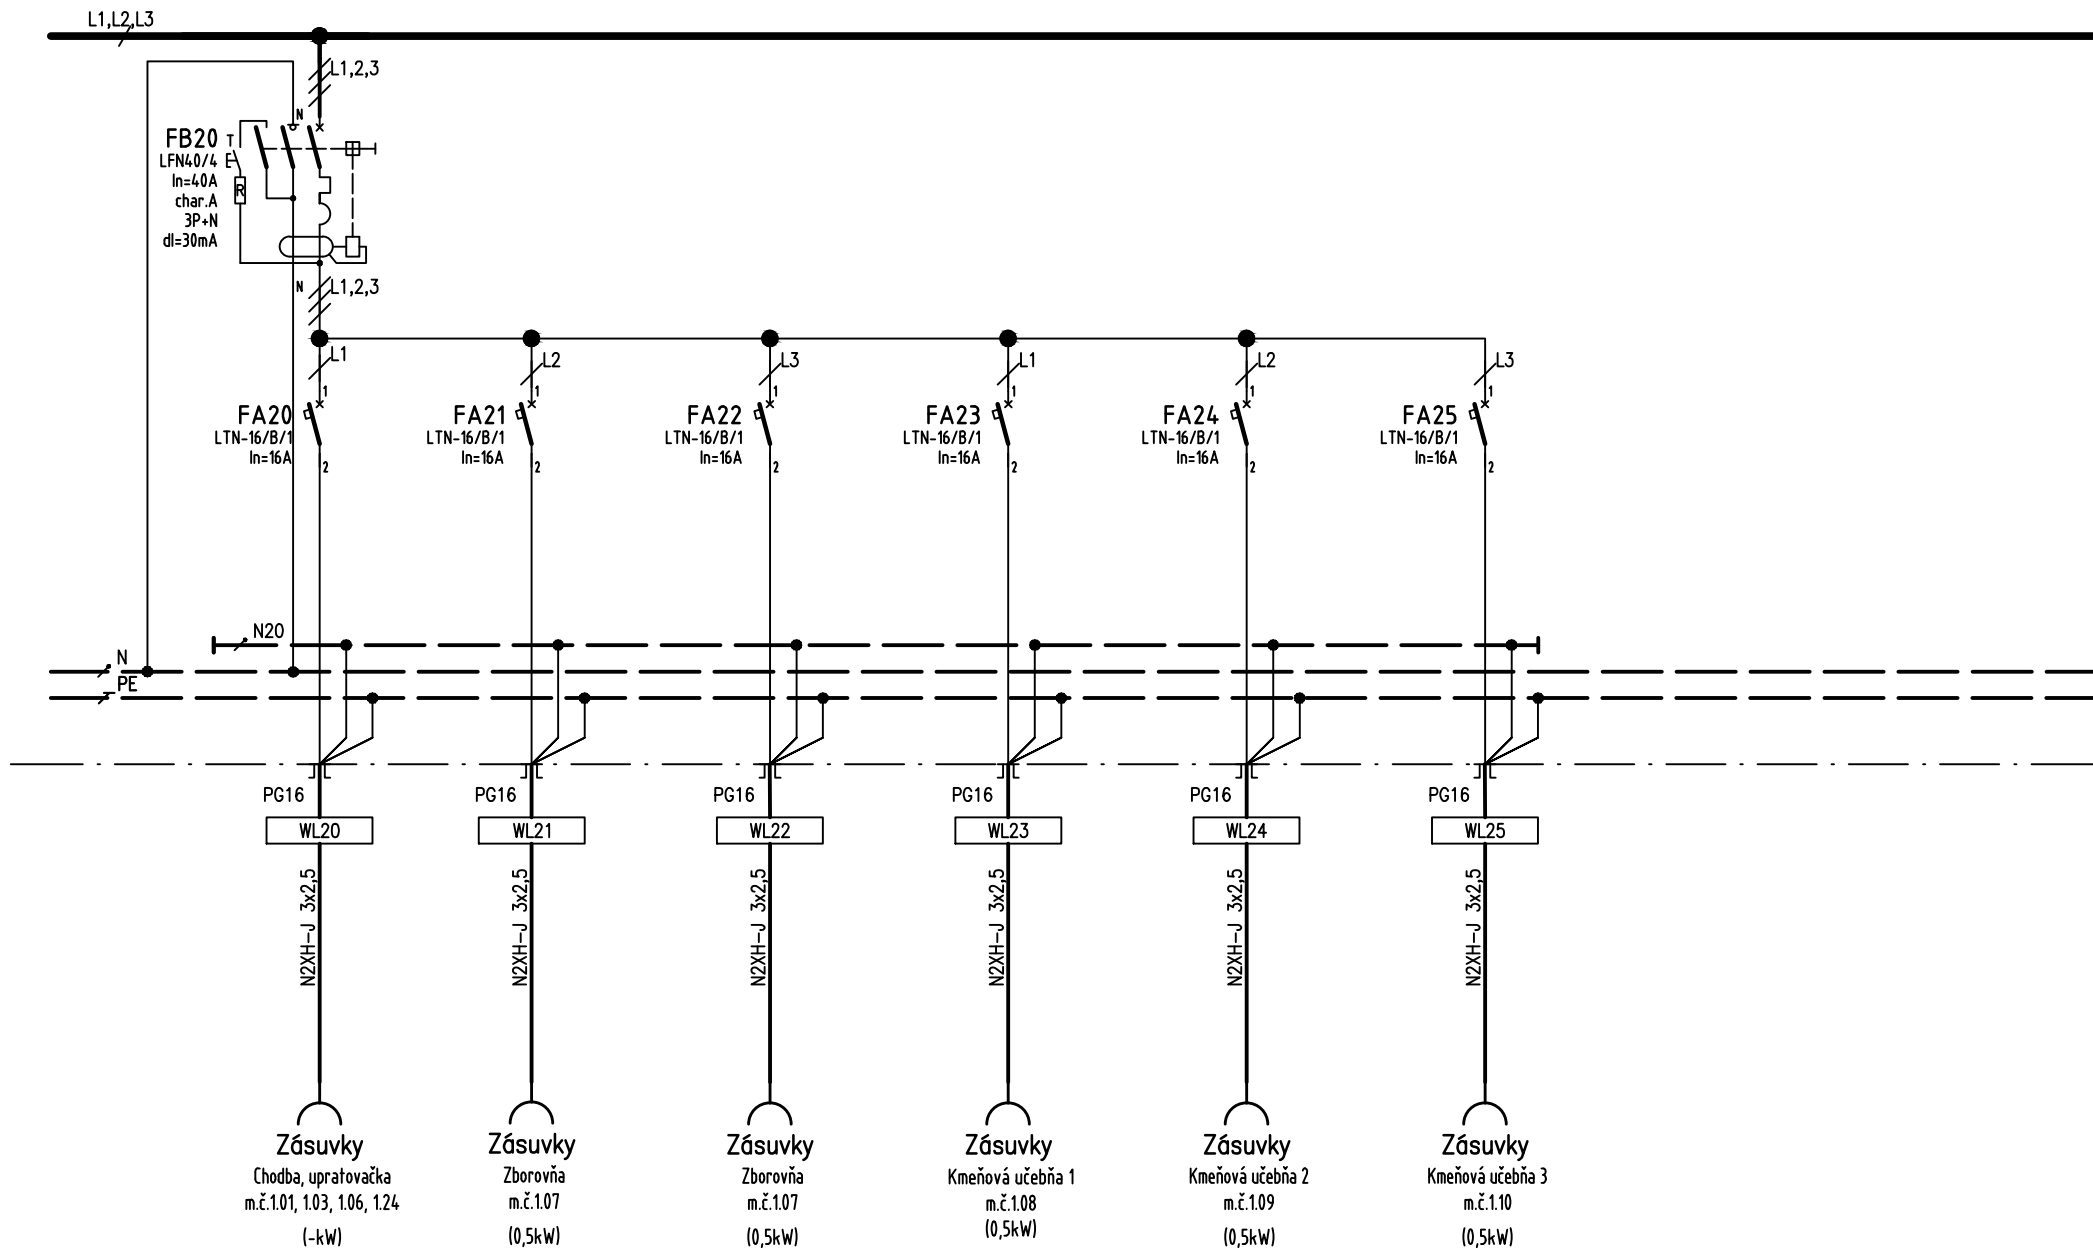 L1,L2,L3
L1,2,3
N
FB20
T
E
LFN40/4
In=40A
R
char.A
3P+N
dI=30mA
N
L1,2,3
L1
L2
L3
L1
L2
L3
1
1
1
1
1
1
FA20
FA21
FA22
FA23
FA24
FA25
LTN-16/B/1
LTN-16/B/1
LTN-16/B/1
LTN-16/B/1
LTN-16/B/1
LTN-16/B/1
In=16A
In=16A
In=16A
In=16A
In=16A
In=16A
2
2
2
2
2
2
N20
N
PE
PG16
PG16
PG16
PG16
PG16
PG16
WL20
WL21
WL22
WL23
WL24
WL25
N2XH-J 3x2,5
N2XH-J 3x2,5
N2XH-J 3x2,5
N2XH-J 3x2,5
N2XH-J 3x2,5
N2XH-J 3x2,5
Zásuvky
Chodba, upratovačka
m.č.1.01, 1.03, 1.06, 1.24
(-kW)
Zásuvky
Zborovňa
m.č.1.07
(0,5kW)
Zásuvky
Zborovňa
m.č.1.07
(0,5kW)
Zásuvky
Kmeňová učebňa 1
m.č.1.08
(0,5kW)
Zásuvky
Kmeňová učebňa 2
m.č.1.09
(0,5kW)
Zásuvky
Kmeňová učebňa 3
m.č.1.10
(0,5kW)